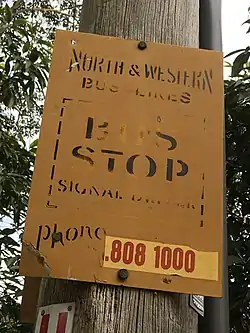 NORTH & WESTERN
BUS LINES
BUS
STOP
SIGNAL DRIVER
phone
.808 1000